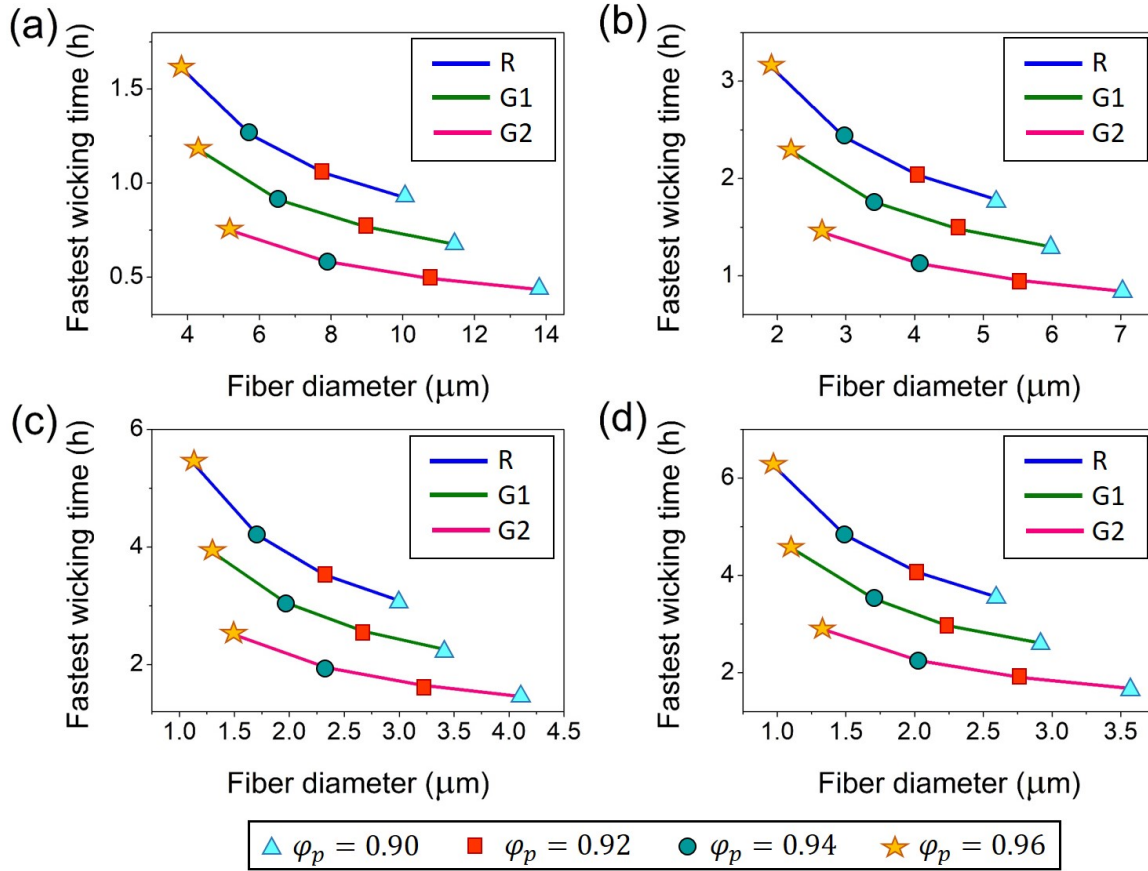 (a)
Fastest wicking time (h)
1.5
1.0
0.5
R
G1
G2
4 6 8 10 12 14
Fiber diameter (μm)
(b)
Fastest wicking time (h)
3
2
1
R
G1
G2
2 3 4 5 6 7
Fiber diameter (μm)
(c)
Fastest wicking time (h)
6
4
2
R
G1
G2
1.0 1.5 2.0 2.5 3.0 3.5 4.0 4.5
Fiber diameter (μm)
(d)
Fastest wicking time (h)
6
4
2
R
G1
G2
1.0 1.5 2.0 2.5 3.0 3.5
Fiber diameter (μm)
φp = 0.90 φp = 0.92 φp = 0.94 φp = 0.96